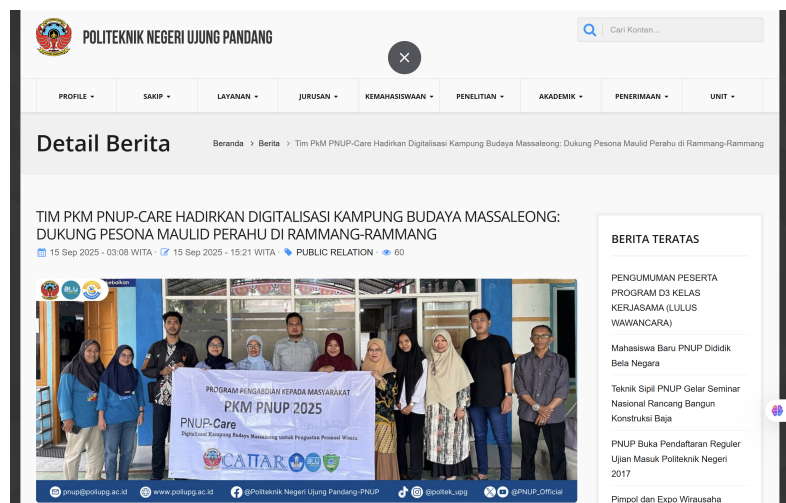 POLITEKNIK NEGERI UJUNG PANDANG
Cari Konten...
PROFILE
SAKIP
LAYANAN
JURUSAN
KEMAHASISWAAN
PENELITIAN
AKADEMIK
PENERIMAAN
UNIT
Detail Berita
Beranda > Berita > Tim PkM PNUP-Care Hadirkan Digitalisasi Kampung Budaya Massaleong: Dukung Pesona Maulid Perahu di Rammang-Rammang
TIM PKM PNUP-CARE HADIRKAN DIGITALISASI KAMPUNG BUDAYA MASSALEONG:
DUKUNG PESONA MAULID PERAHU DI RAMMANG-RAMMANG
15 Sep 2025 - 03:08 WITA · 15 Sep 2025 - 15:21 WITA · PUBLIC RELATION · 60
BLU
PROGRAM PENGABDIAN KEPADA MASYARAKAT
PKM PNUP 2025
PNUP-Care
Digitalisasi Kampung Budaya Massaleong untuk Penguatan Promosi Wisata
BLU
pnup@poliupg.ac.id
www.poliupg.ac.id
@Politeknik Negeri Ujung Pandang-PNUP
@poltek_upg
@PNUP_Official
BERITA TERATAS
PENGUMUMAN PESERTA
PROGRAM D3 KELAS
KERJASAMA (LULUS
WAWANCARA)
Mahasiswa Baru PNUP Dididik
Bela Negara
Teknik Sipil PNUP Gelar Seminar
Nasional Rancang Bangun
Konstruksi Baja
PNUP Buka Pendaftaran Reguler
Ujian Masuk Politeknik Negeri
2017
Pimpol dan Expo Wirausaha